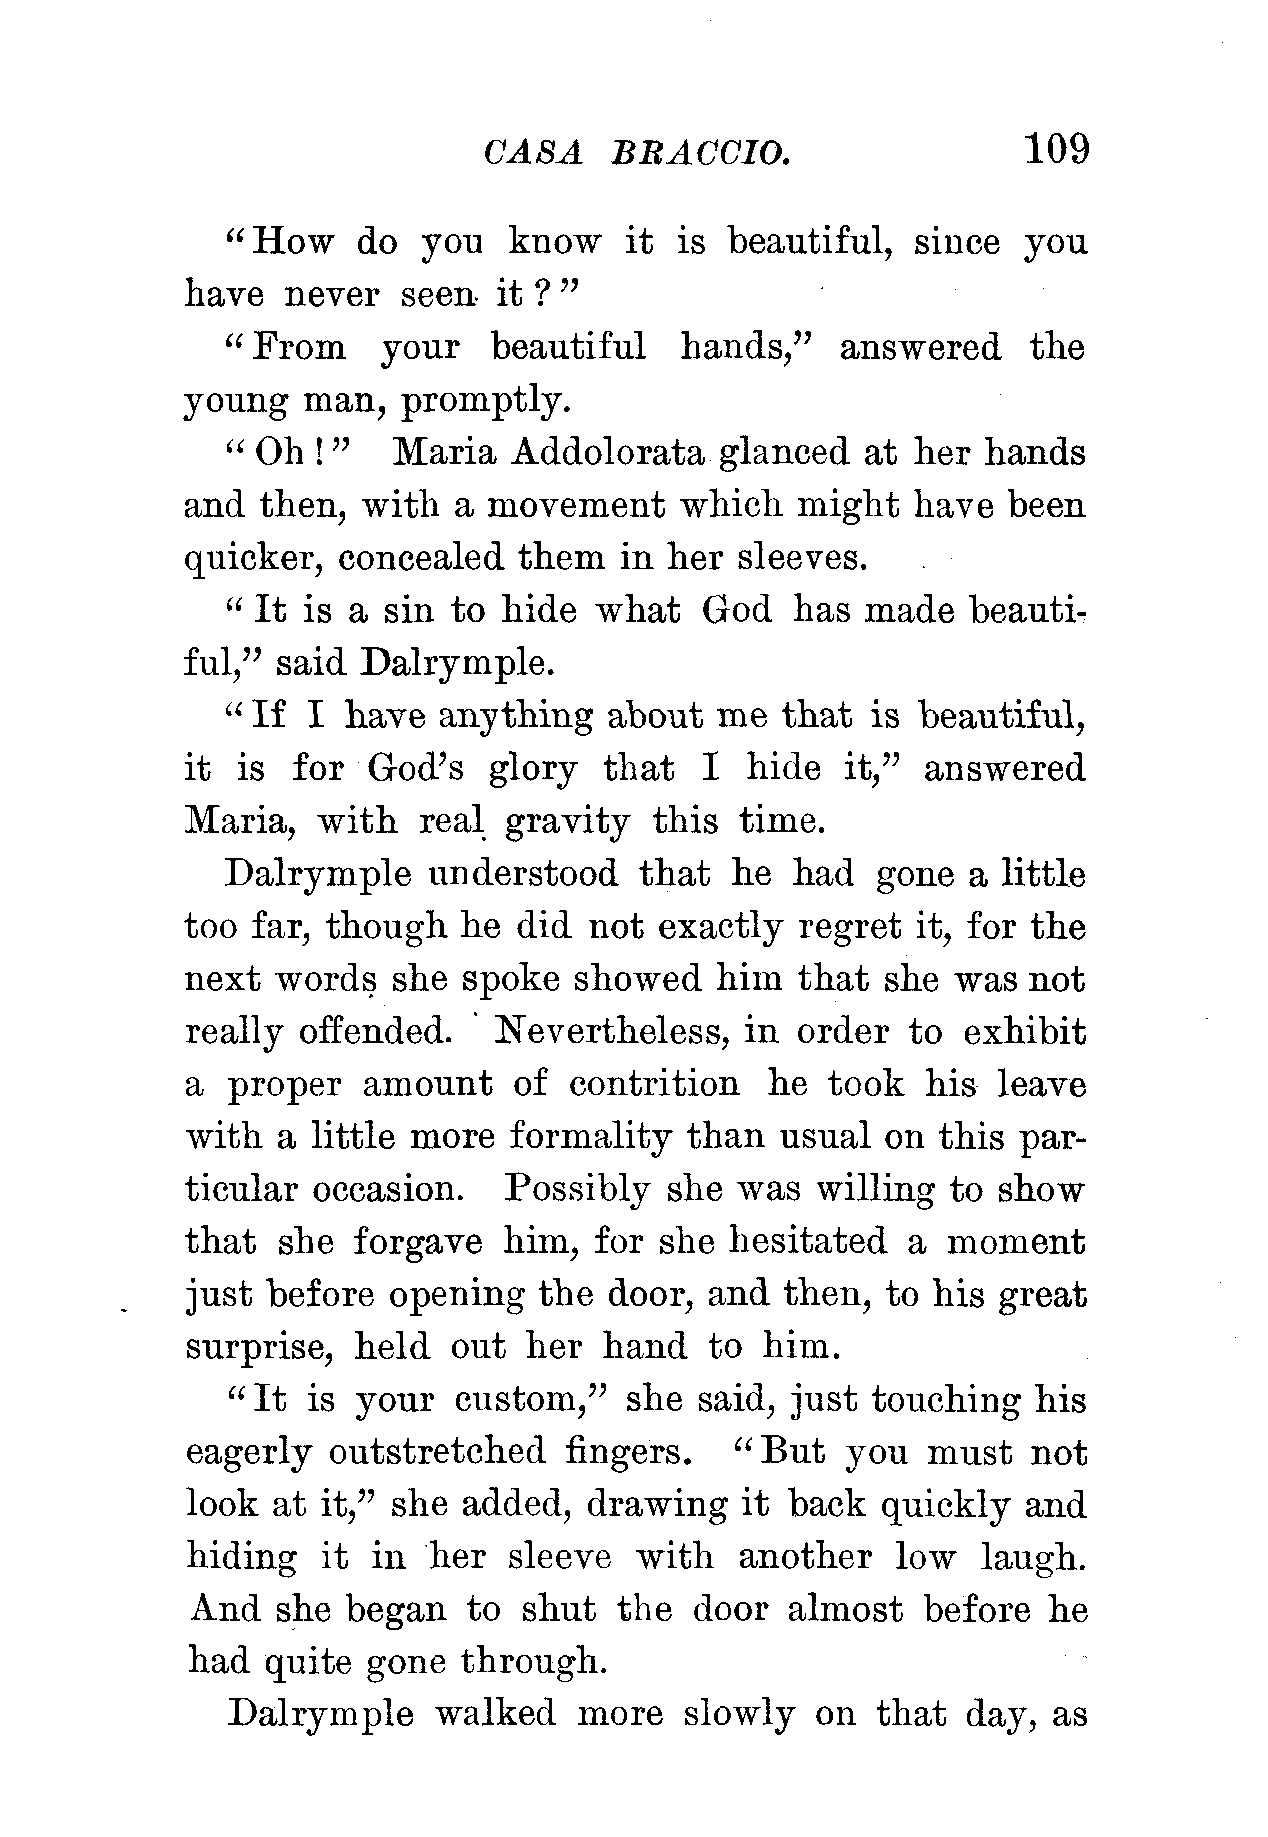 CASA BRACCIO. 109
“How do you know it is beautiful, since you
have never seen it?”
“From your beautiful hands,” answered the
young man, promptly.
“Oh!” Maria Addolorata glanced at her hands
and then, with a movement which might have been
quicker, concealed them in her sleeves.
“It is a sin to hide what God has made beauti-
ful,” said Dalrymple.
“If I have anything about me that is beautiful,
it is for God’s glory that I hide it,” answered
Maria, with real gravity this time.
Dalrymple understood that he had gone a little
too far, though he did not exactly regret it, for the
next words she spoke showed him that she was not
really offended. Nevertheless, in order to exhibit
a proper amount of contrition he took his leave
with a little more formality than usual on this par-
ticular occasion. Possibly she was willing to show
that she forgave him, for she hesitated a moment
just before opening the door, and then, to his great
surprise, held out her hand to him.
“It is your custom,” she said, just touching his
eagerly outstretched fingers. “But you must not
look at it,” she added, drawing it back quickly and
hiding it in her sleeve with another low laugh.
And she began to shut the door almost before he
had quite gone through.
Dalrymple walked more slowly on that day, as